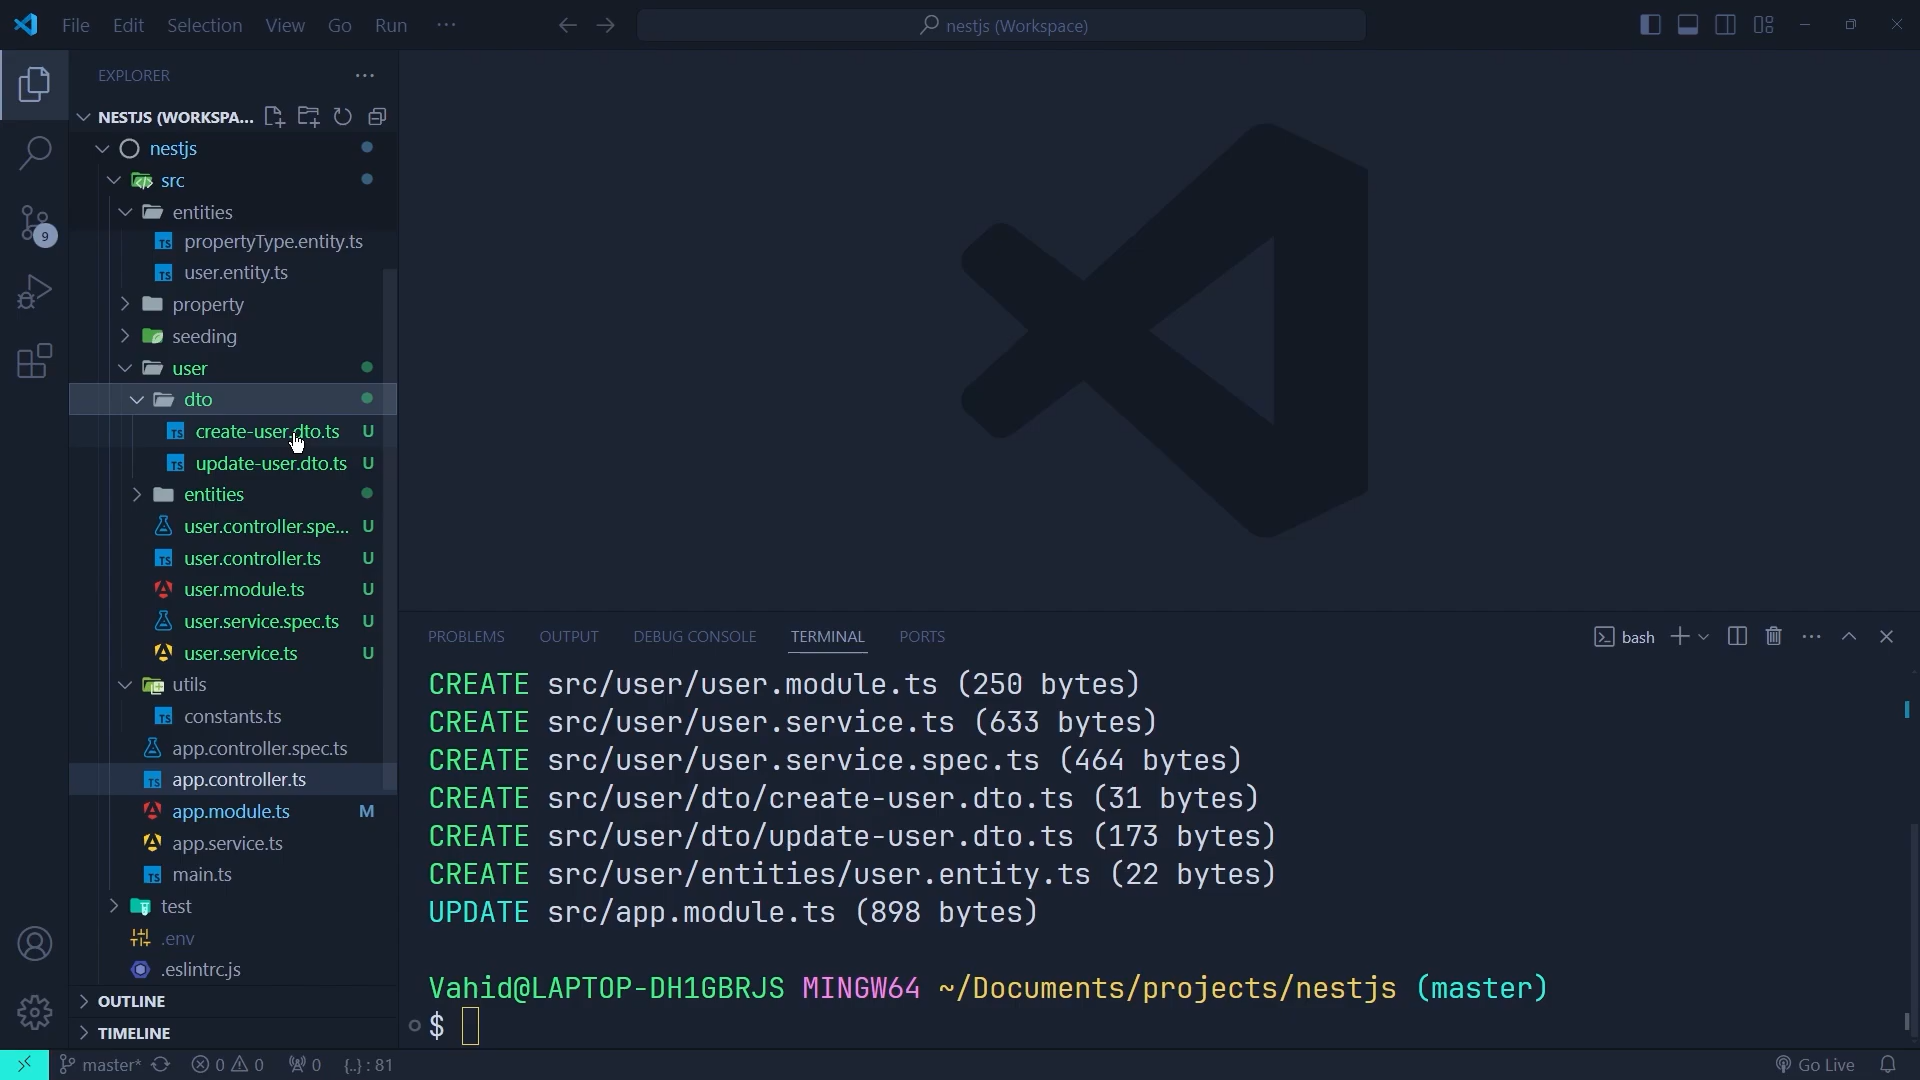 File Edit Selection View Go Run ···
nestjs (Workspace)
EXPLORER
NESTJS (WORKSPA...
nestjs
src
entities
propertyType.entity.ts
user.entity.ts
property
seeding
user
dto
create-user.dto.ts U
update-user.dto.ts U
entities
user.controller.spe... U
user.controller.ts U
user.module.ts U
user.service.spec.ts U
user.service.ts U
utils
constants.ts
app.controller.spec.ts
app.controller.ts
app.module.ts M
app.service.ts
main.ts
test
.env
.eslintrc.js
OUTLINE
TIMELINE
9
PROBLEMS OUTPUT DEBUG CONSOLE TERMINAL PORTS
bash
CREATE src/user/user.module.ts (250 bytes)
CREATE src/user/user.service.ts (633 bytes)
CREATE src/user/user.service.spec.ts (464 bytes)
CREATE src/user/dto/create-user.dto.ts (31 bytes)
CREATE src/user/dto/update-user.dto.ts (173 bytes)
CREATE src/user/entities/user.entity.ts (22 bytes)
UPDATE src/app.module.ts (898 bytes)
Vahid@LAPTOP-DH1GBRJS MINGW64 ~/Documents/projects/nestjs (master)
$
master* 0 0 0 {..} : 81
Go Live